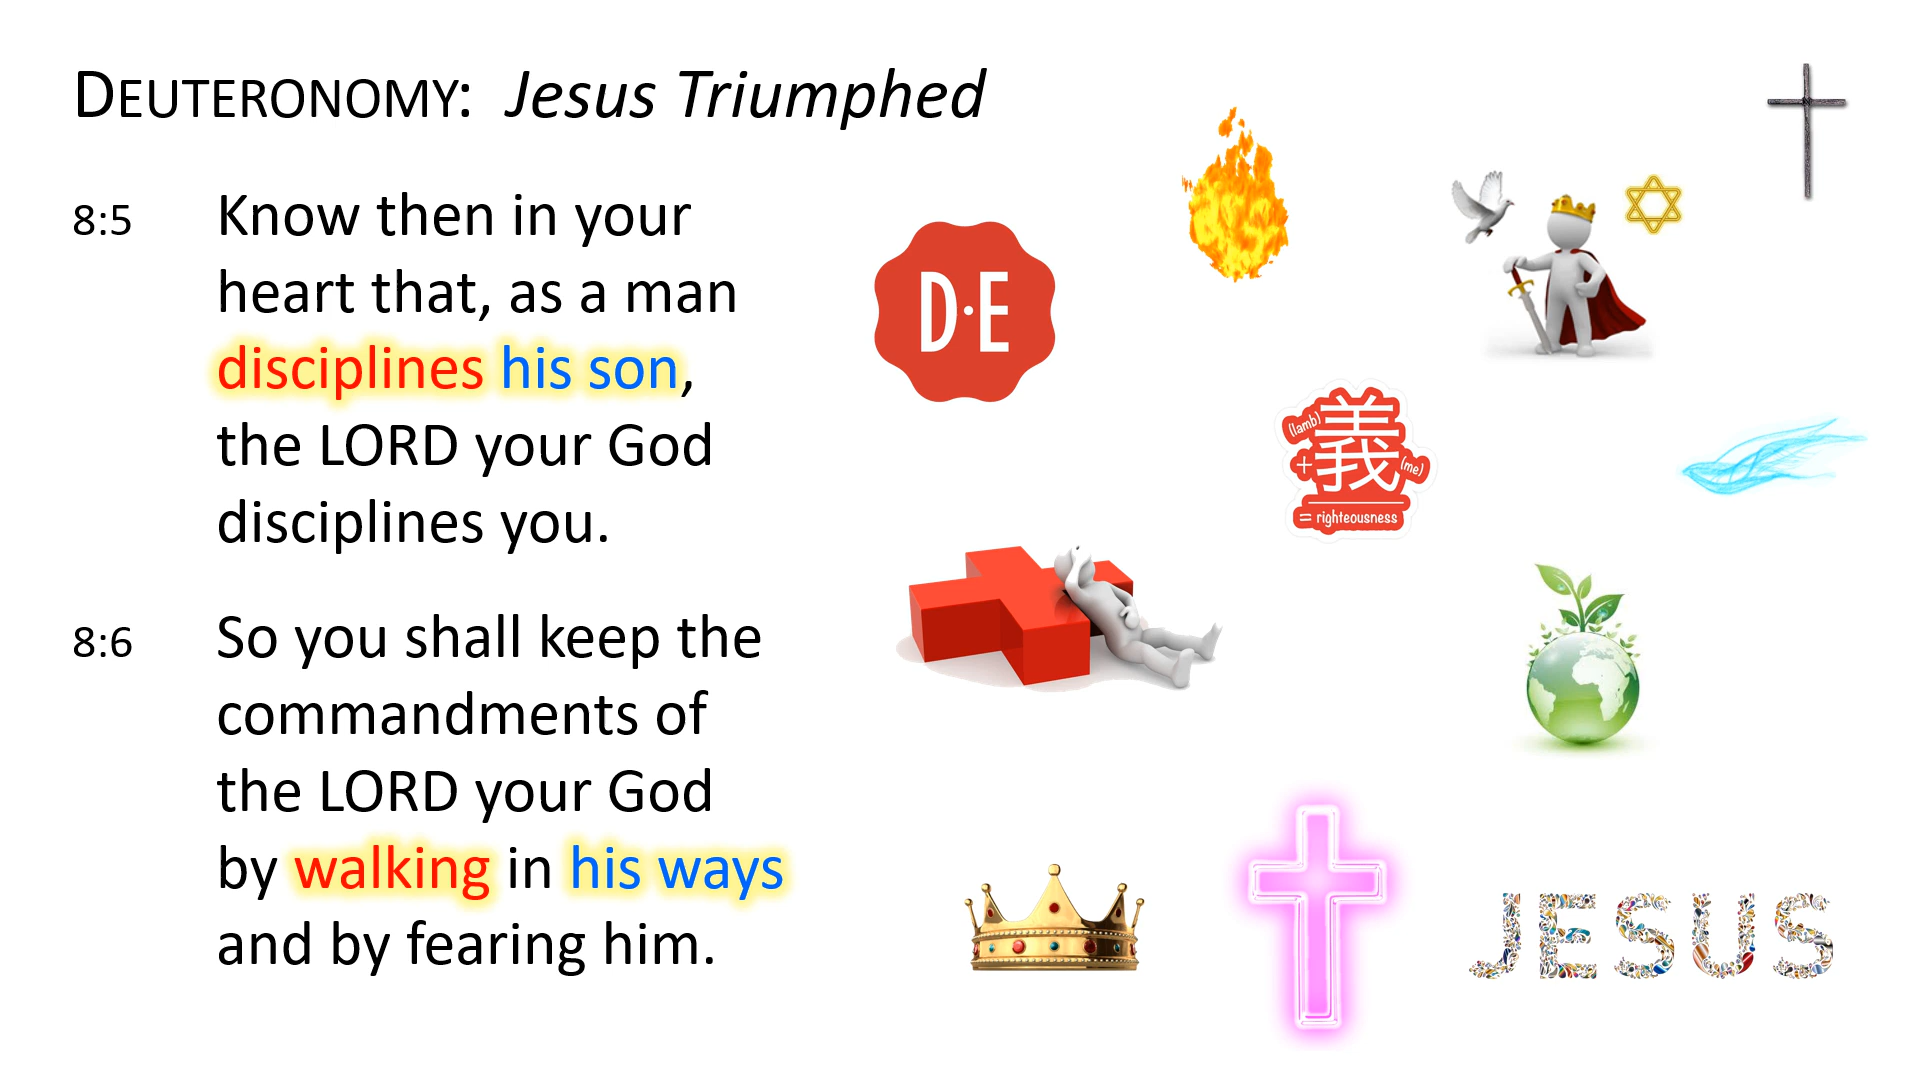 DEUTERONOMY: Jesus Triumphed
8:5 Know then in your
heart that, as a man
disciplines his son,
the LORD your God
disciplines you.
8:6 So you shall keep the
commandments of
the LORD your God
by walking in his ways
and by fearing him.
D·E
(lamb)
義
+ (me)
= righteousness
JESUS